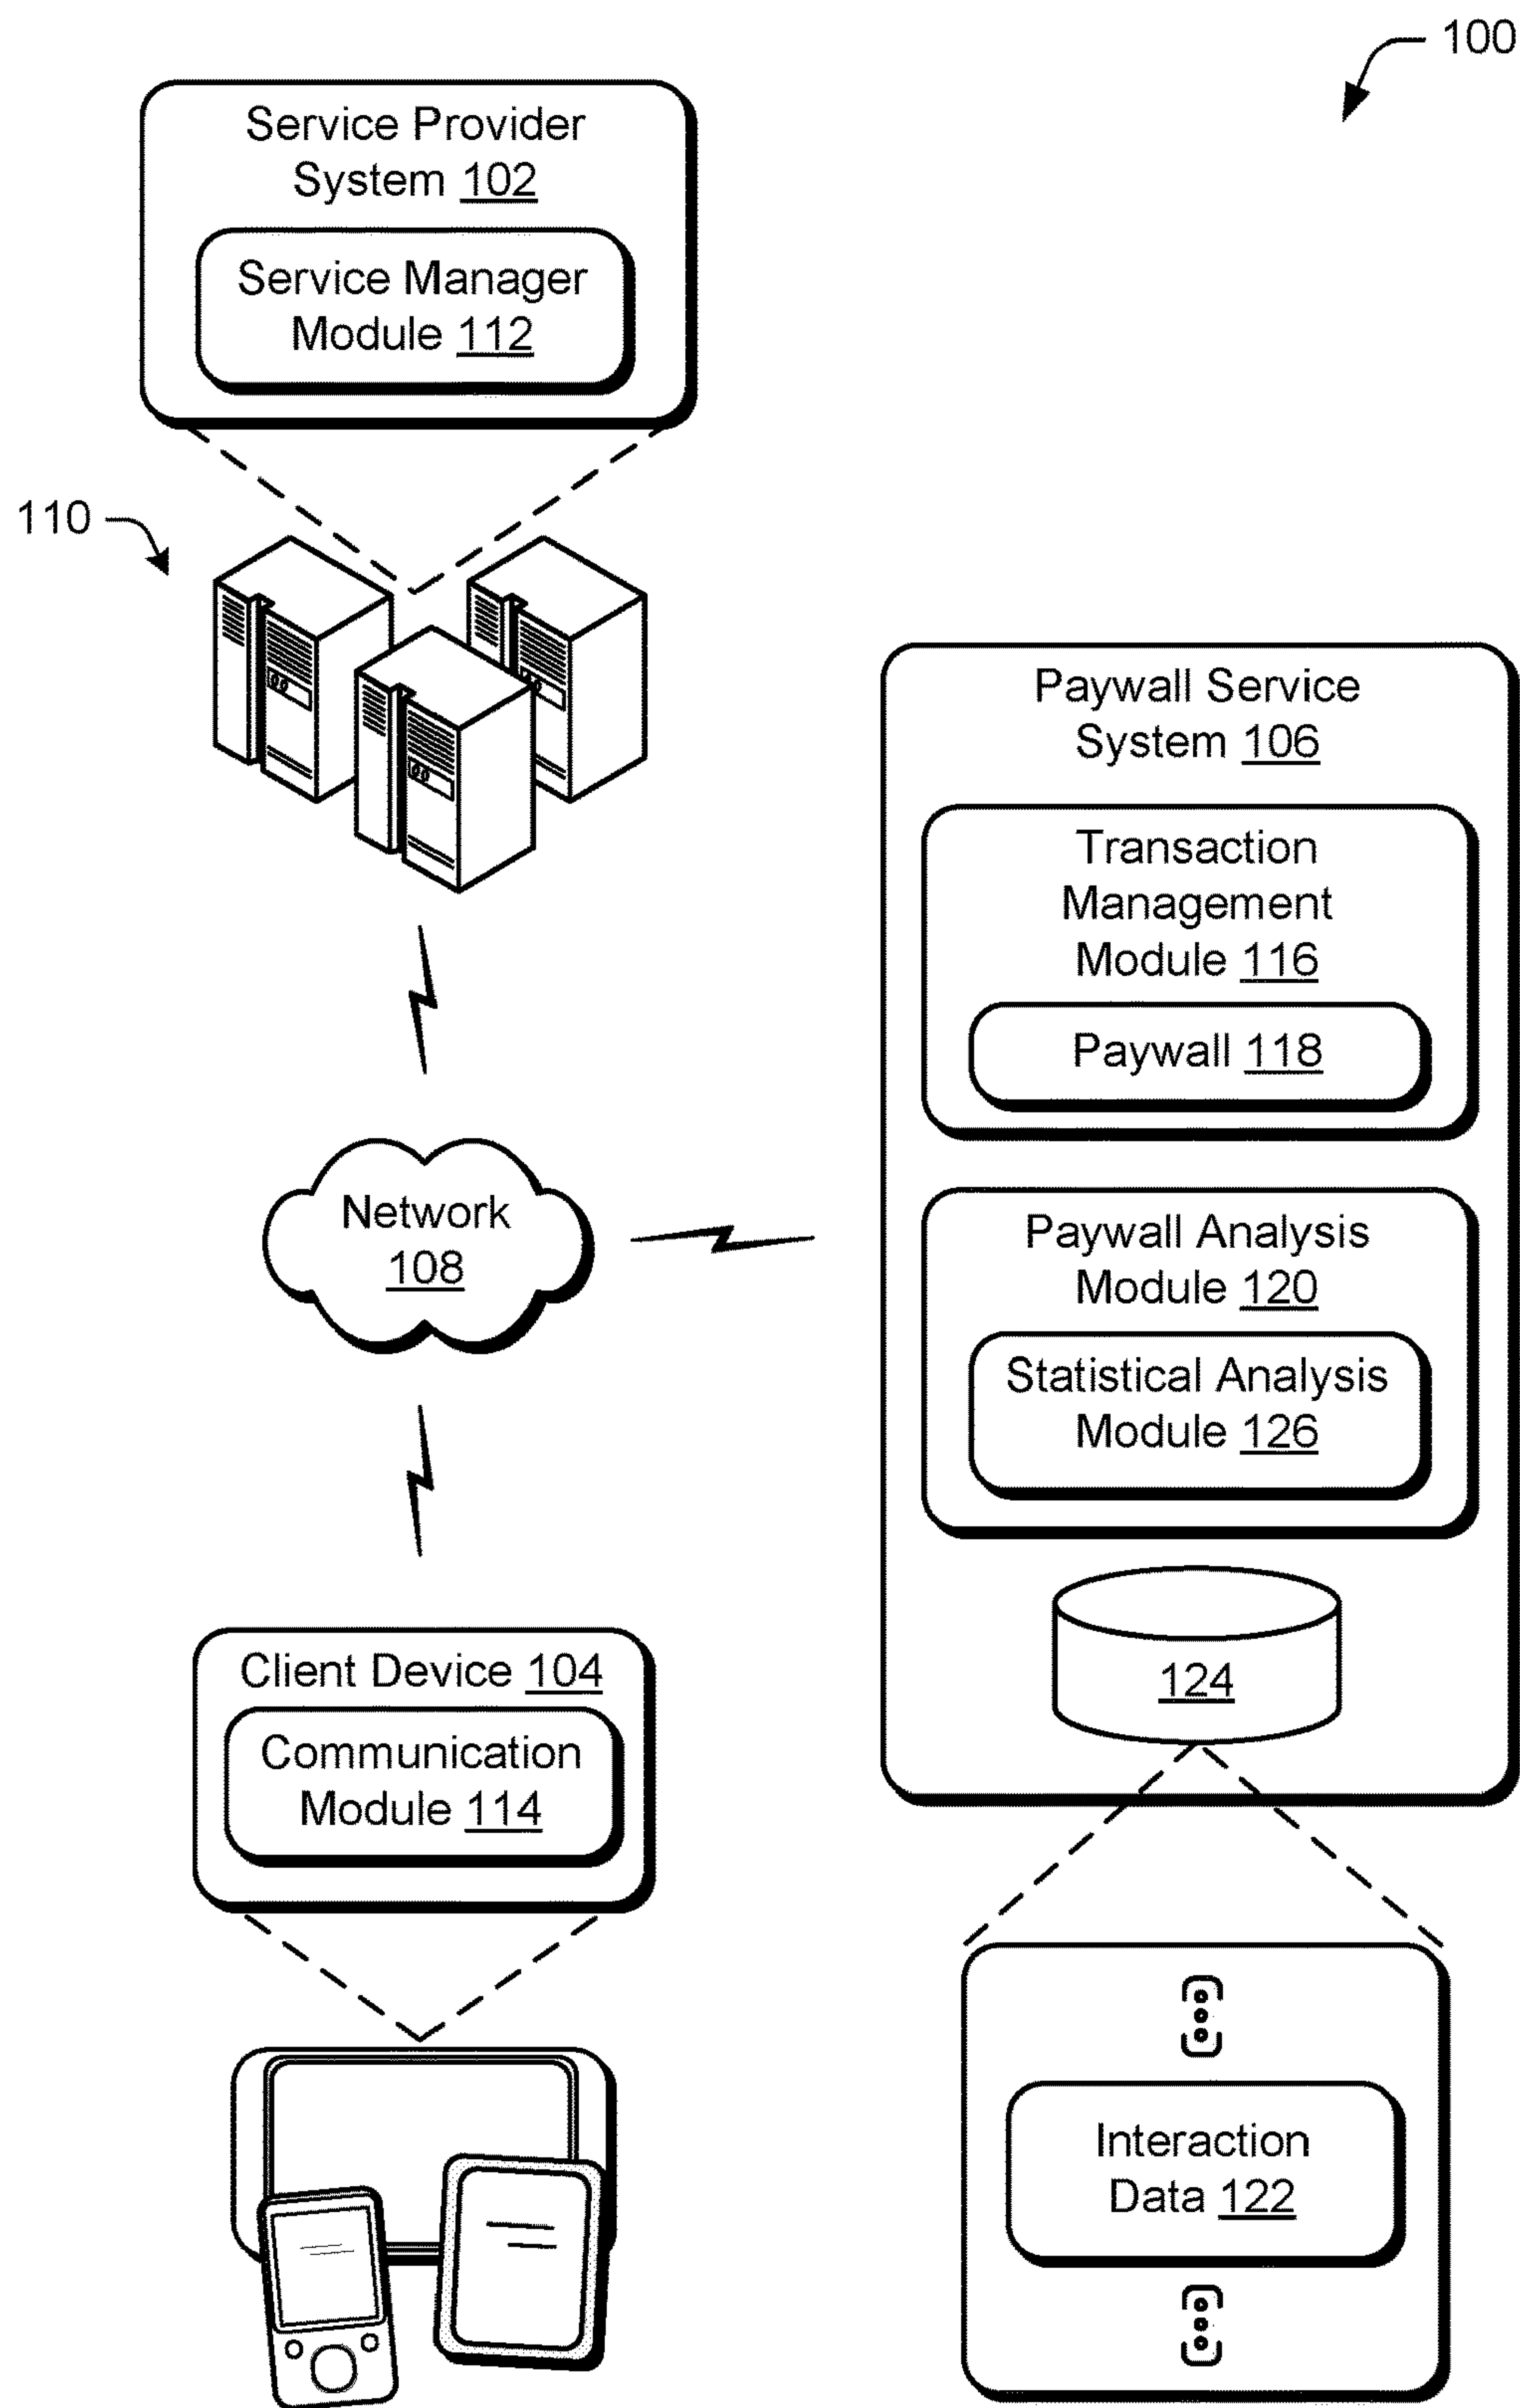 100
Service Provider
System 102
Service Manager
Module 112
110
Paywall Service
System 106
Transaction
Management
Module 116
Paywall 118
Network
108
Paywall Analysis
Module 120
Statistical Analysis
Module 126
124
Client Device 104
Communication
Module 114
Interaction
Data 122